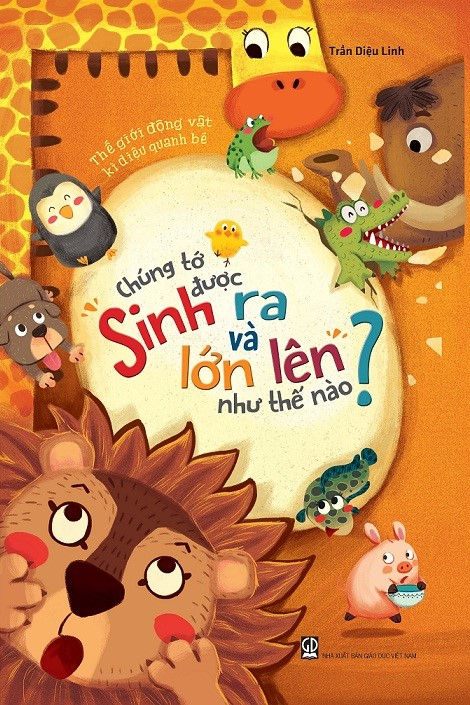 Trần Diệu Linh
Thế giới động vật
kì diệu quanh bé
Chúng tớ
được
"Sinh ra
và
lớn lên"
như thế nào?
GD
NHÀ XUẤT BẢN GIÁO DỤC VIỆT NAM